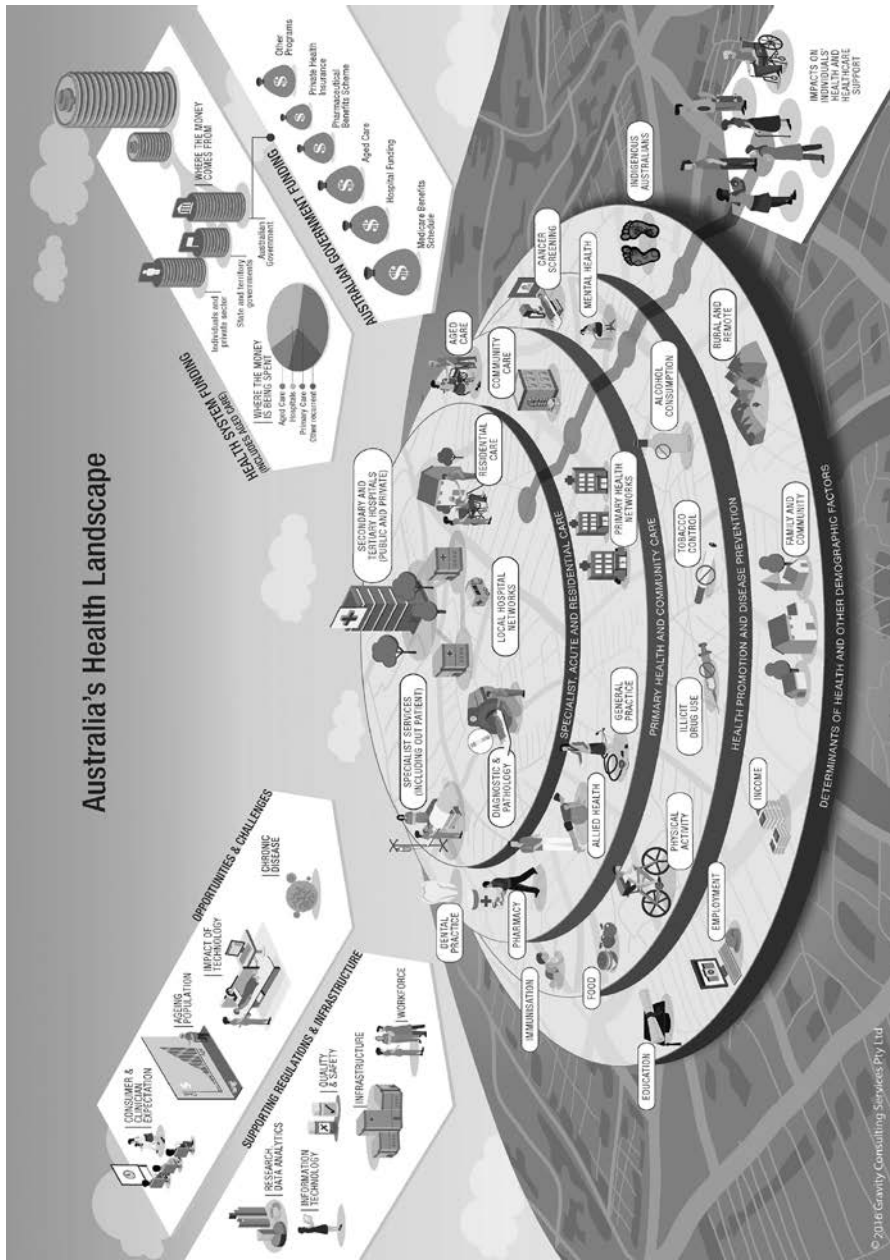 Australia's Health Landscape
OPPORTUNITIES & CHALLENGES
CONSUMER &
CLINICIAN
EXPECTATION
AGEING
POPULATION
IMPACT OF
TECHNOLOGY
CHRONIC
DISEASE
SUPPORTING REGULATIONS & INFRASTRUCTURE
RESEARCH,
DATA ANALYTICS
INFORMATION
TECHNOLOGY
QUALITY
& SAFETY
INFRASTRUCTURE
WORKFORCE
HEALTH SYSTEM FUNDING
(INCLUDES AGED CARE)
WHERE THE MONEY
COMES FROM
Individuals and
private sector
State and territory
governments
Australian
Government
WHERE THE MONEY
IS BEING SPENT
Aged Care
Hospitals
Primary Care
Other recurrent
AUSTRALIAN GOVERNMENT FUNDING
Medicare Benefits
Schedule
Hospital Funding
Aged Care
Pharmaceutical
Benefits Scheme
Private Health
Insurance
Other
Programs
SECONDARY AND
TERTIARY HOSPITALS
(PUBLIC AND PRIVATE)
SPECIALIST SERVICES
(INCLUDING OUT PATIENT)
RESIDENTIAL
CARE
LOCAL HOSPITAL
NETWORKS
DIAGNOSTIC &
PATHOLOGY
SPECIALIST, ACUTE AND RESIDENTIAL CARE
DENTAL
PRACTICE
PHARMACY
ALLIED HEALTH
GENERAL
PRACTICE
PRIMARY HEALTH
NETWORKS
COMMUNITY
CARE
AGED
CARE
PRIMARY HEALTH AND COMMUNITY CARE
IMMUNISATION
FOOD
PHYSICAL
ACTIVITY
ILLICIT
DRUG USE
TOBACCO
CONTROL
ALCOHOL
CONSUMPTION
MENTAL HEALTH
CANCER
SCREENING
HEALTH PROMOTION AND DISEASE PREVENTION
EDUCATION
EMPLOYMENT
INCOME
FAMILY AND
COMMUNITY
RURAL AND
REMOTE
INDIGENOUS
AUSTRALIANS
DETERMINANTS OF HEALTH AND OTHER DEMOGRAPHIC FACTORS
IMPACTS ON
INDIVIDUALS'
HEALTH AND
HEALTHCARE
SUPPORT
© 2016 Gravity Consulting Services Pty Ltd